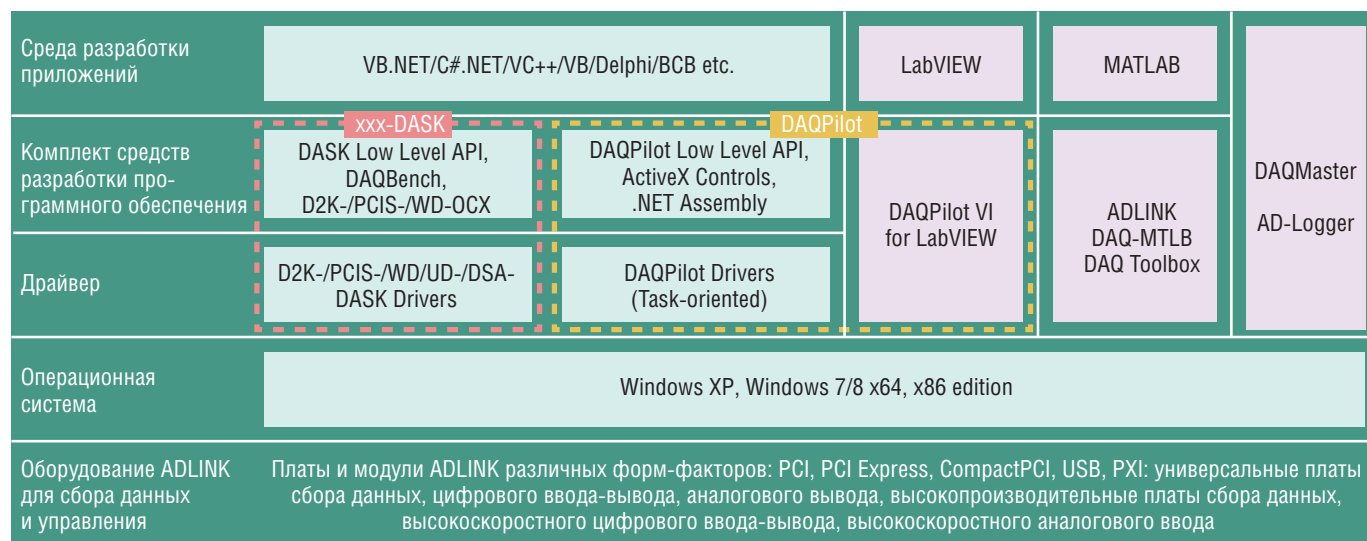 Среда разработки
приложений
VB.NET/C#.NET/VC++/VB/Delphi/BCB etc.
LabVIEW
MATLAB
xxx-DASK
DAQPilot
Комплект средств
разработки про-
граммного обеспечения
DASK Low Level API,
DAQBench,
D2K-/PCIS-/WD-OCX
DAQPilot Low Level API,
ActiveX Controls,
.NET Assembly
DAQPilot VI
for LabVIEW
ADLINK
DAQ-MTLB
DAQ Toolbox
DAQMaster
AD-Logger
Драйвер
D2K-/PCIS-/WD/UD-/DSA-
DASK Drivers
DAQPilot Drivers
(Task-oriented)
Операционная
система
Windows XP, Windows 7/8 x64, x86 edition
Оборудование ADLINK
для сбора данных
и управления
Платы и модули ADLINK различных форм-факторов: PCI, PCI Express, CompactPCI, USB, PXI: универсальные платы
сбора данных, цифрового ввода-вывода, аналогового вывода, высокопроизводительные платы сбора данных,
высокоскоростного цифрового ввода-вывода, высокоскоростного аналогового ввода